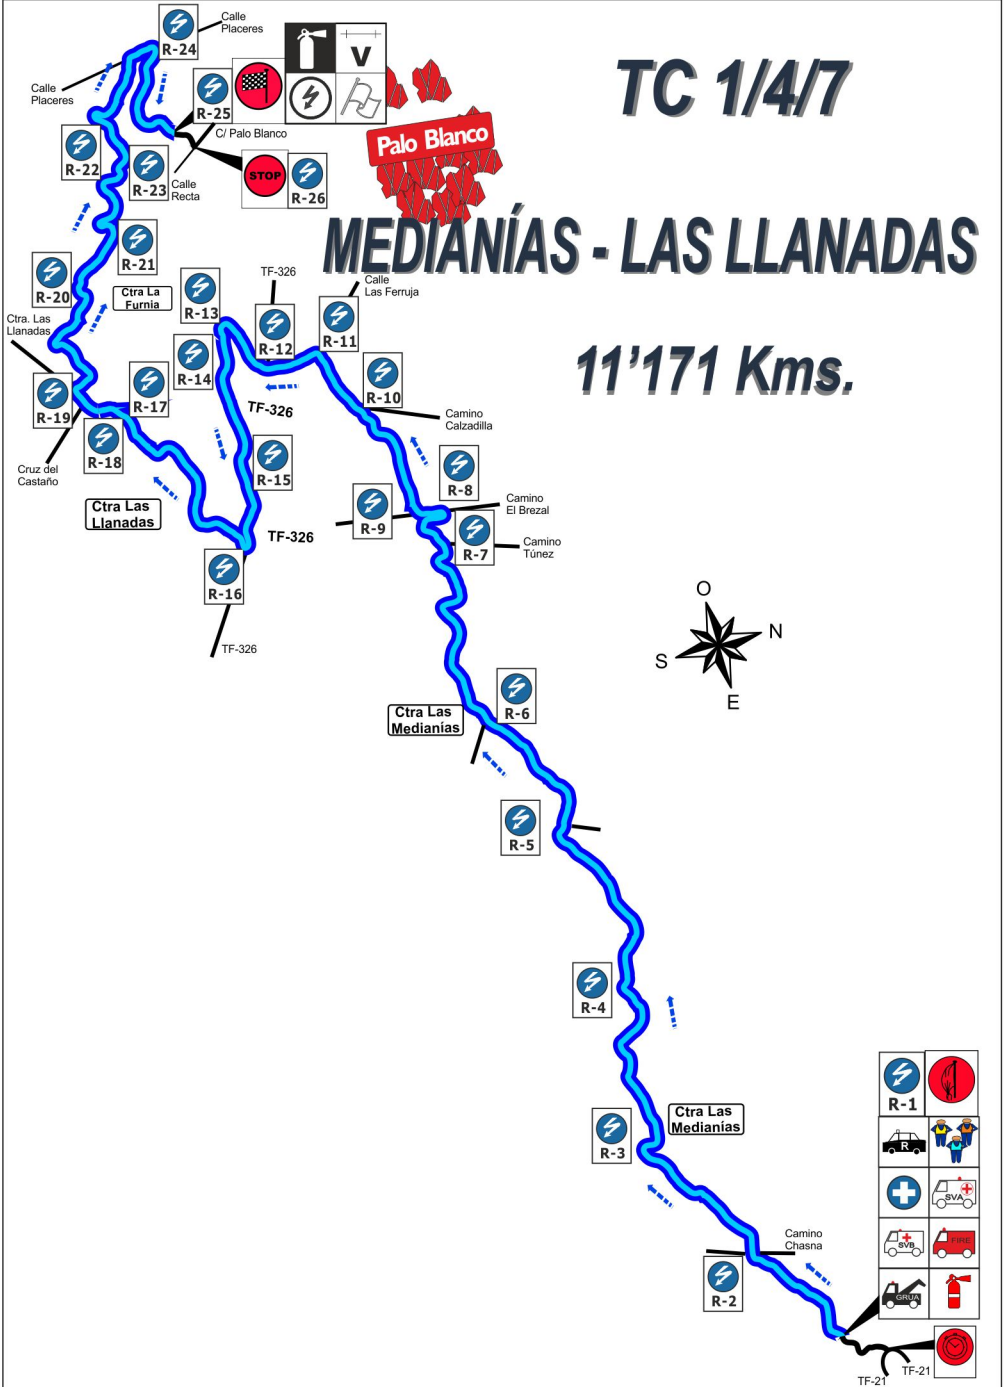 TC 1/4/7
MEDIANÍAS - LAS LLANADAS
11’171 Kms.
Palo Blanco
Calle
Placeres
R-24
Calle
Placeres
R-25
V
C/ Palo Blanco
R-22
R-23
Calle
Recta
STOP
R-26
R-21
R-20
Ctra La
Furnia
Ctra. Las
Llanadas
R-13
TF-326
Calle
Las Ferruja
R-12
R-11
R-14
R-10
R-17
R-19
TF-326
Camino
Calzadilla
R-18
R-15
R-8
Cruz del
Castaño
Ctra Las
Llanadas
R-9
Camino
El Brezal
TF-326
R-7
Camino
Túnez
R-16
TF-326
O
N
S
E
R-6
Ctra Las
Medianías
R-5
R-4
R-3
Ctra Las
Medianías
R-1
R
SVA
SVB
FIRE
GRUA
Camino
Chasna
R-2
TF-21
TF-21